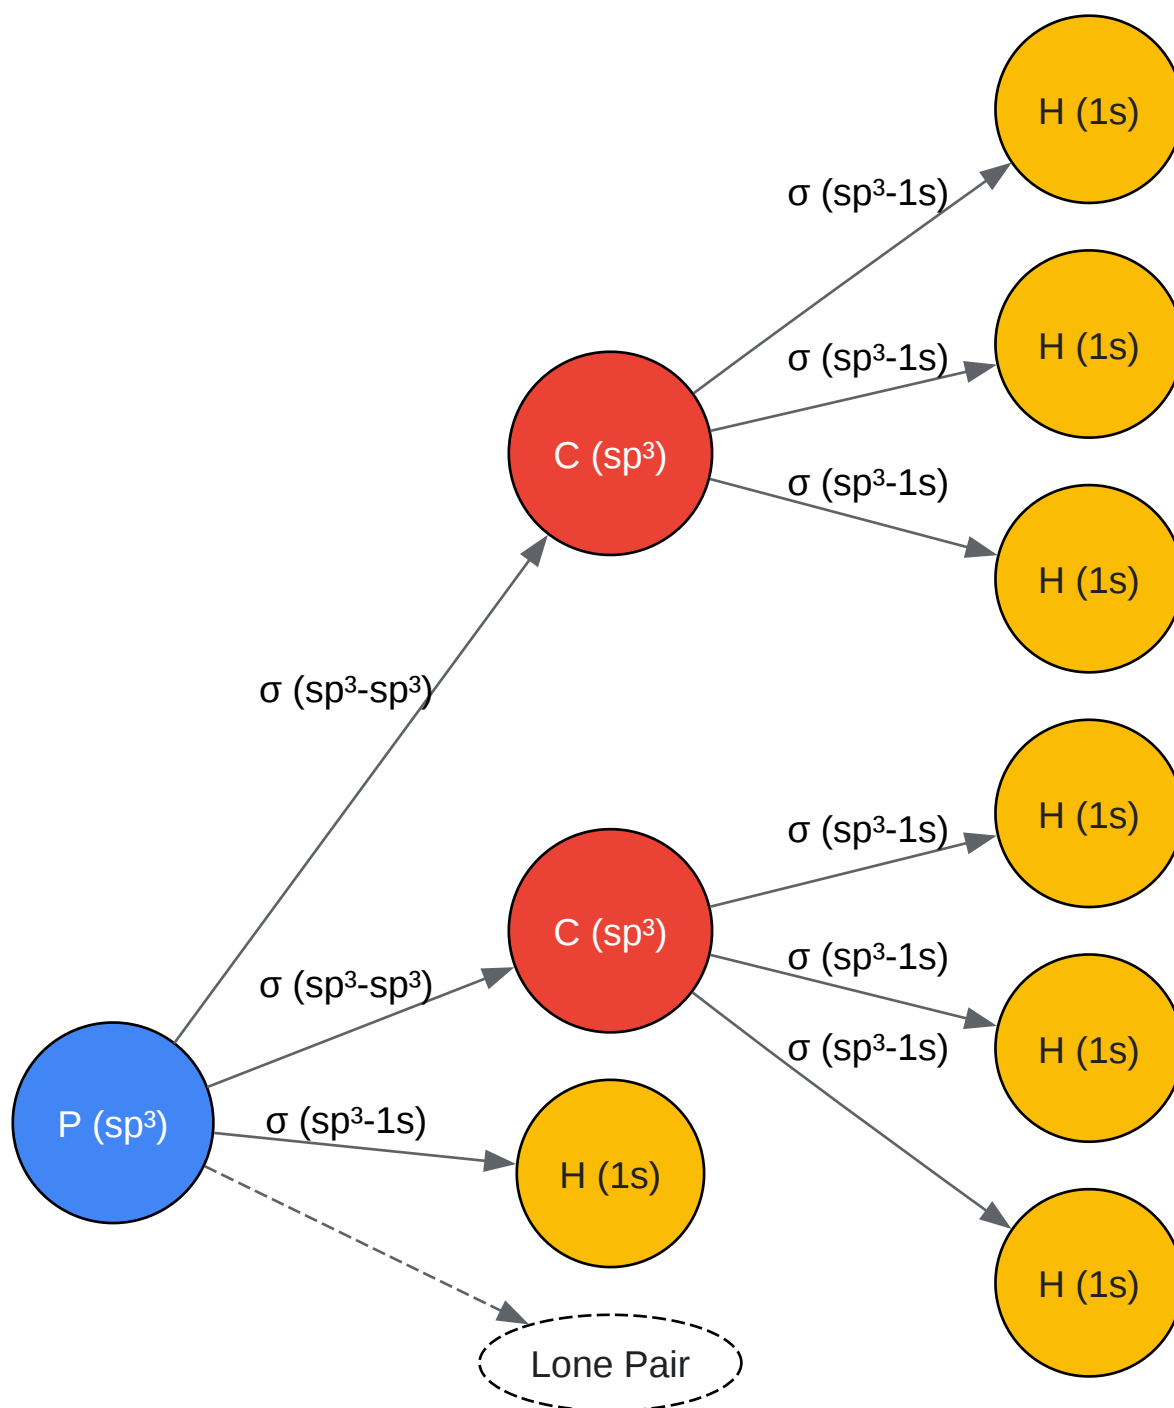 H (1s)
σ (sp³-1s)
H (1s)
σ (sp³-1s)
C (sp³)
σ (sp³-1s)
H (1s)
σ (sp³-sp³)
H (1s)
σ (sp³-1s)
C (sp³)
σ (sp³-1s)
σ (sp³-sp³)
H (1s)
σ (sp³-1s)
P (sp³)
σ (sp³-1s)
H (1s)
H (1s)
Lone Pair